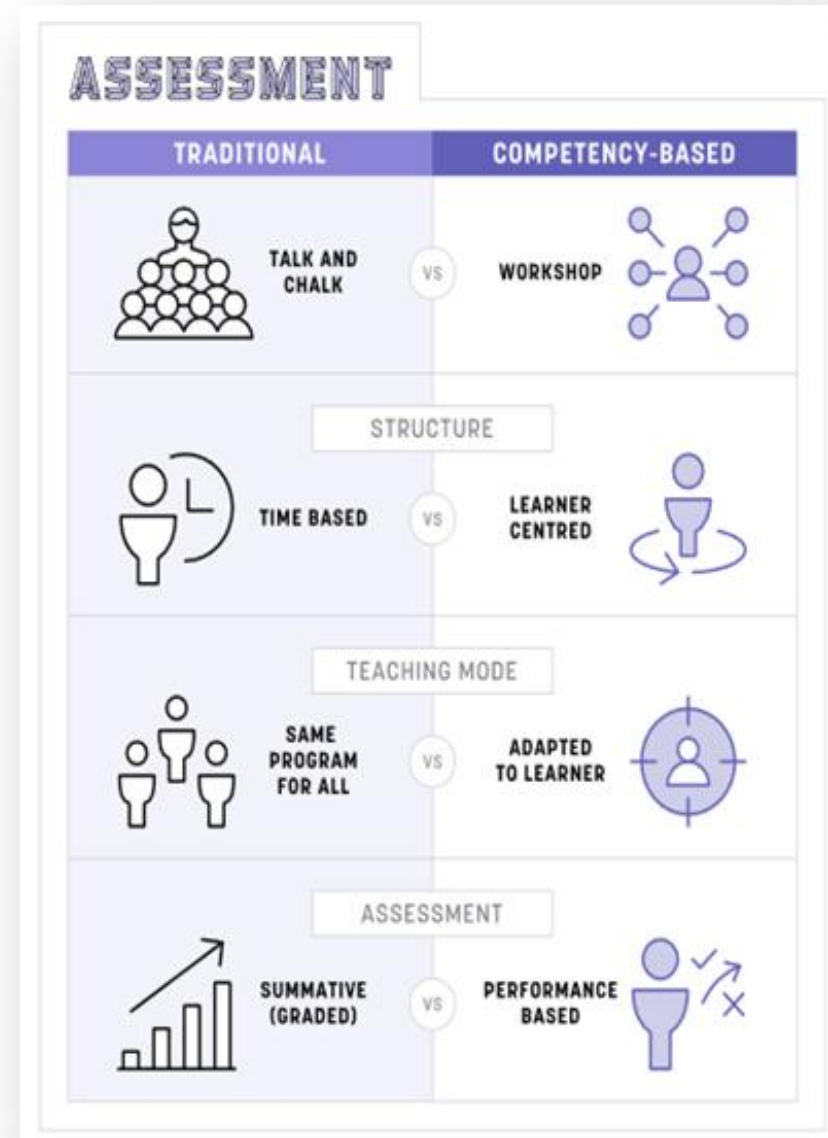 ASSESSMENT
TRADITIONAL
COMPETENCY-BASED
TALK AND
CHALK
VS
WORKSHOP
STRUCTURE
TIME BASED
VS
LEARNER
CENTRED
TEACHING MODE
SAME
PROGRAM
FOR ALL
VS
ADAPTED
TO LEARNER
ASSESSMENT
SUMMATIVE
(GRADED)
VS
PERFORMANCE
BASED